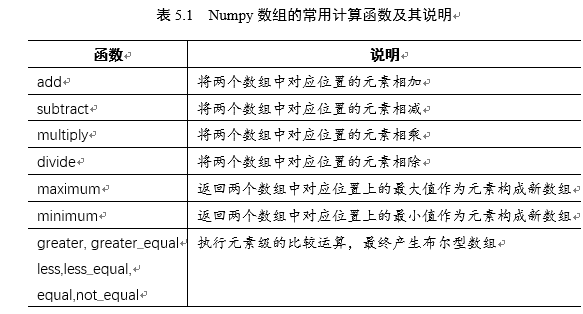 表 5.1 Numpy 数组的常用计算函数及其说明
函数 说明
add 将两个数组中对应位置的元素相加
subtract 将两个数组中对应位置的元素相减
multiply 将两个数组中对应位置的元素相乘
divide 将两个数组中对应位置的元素相除
maximum 返回两个数组中对应位置上的最大值作为元素构成新数组
minimum 返回两个数组中对应位置上的最小值作为元素构成新数组
greater, greater_equal 执行元素级的比较运算，最终产生布尔型数组
less,less_equal,
equal,not_equal